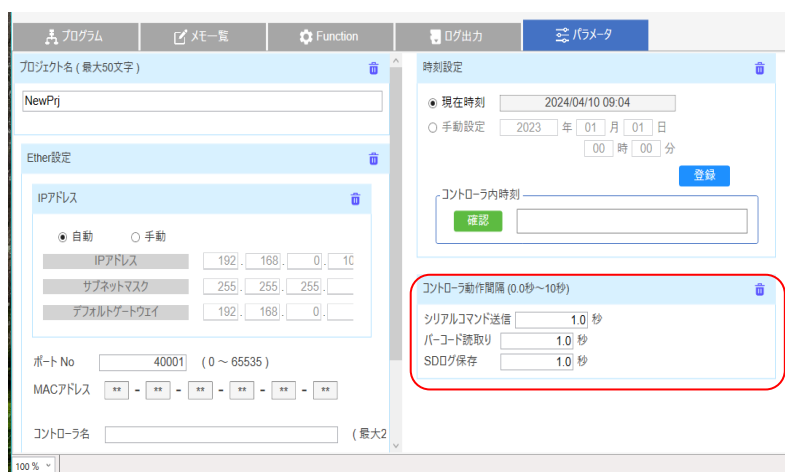 プログラム
メモ一覧
Function
ログ出力
パラメータ
プロジェクト名 ( 最大50文字 )
NewPrj
Ether設定
IPアドレス
自動 手動
IPアドレス 192 . 168 . 0 . 10
サブネットマスク 255 . 255 . 255 .
デフォルトゲートウェイ 192 . 168 . 0 .
ポート No 40001 ( 0 ~ 65535 )
MACアドレス ** - ** - ** - ** - ** - **
コントローラ名 ( 最大2
100 %
時刻設定
現在時刻 2024/04/10 09:04
手動設定 2023 年 01 月 01 日
00 時 00 分
登録
コントローラ内時刻
確認
コントローラ動作間隔 (0.0秒~10秒)
シリアルコマンド送信 1.0 秒
バーコード読取り 1.0 秒
SDログ保存 1.0 秒